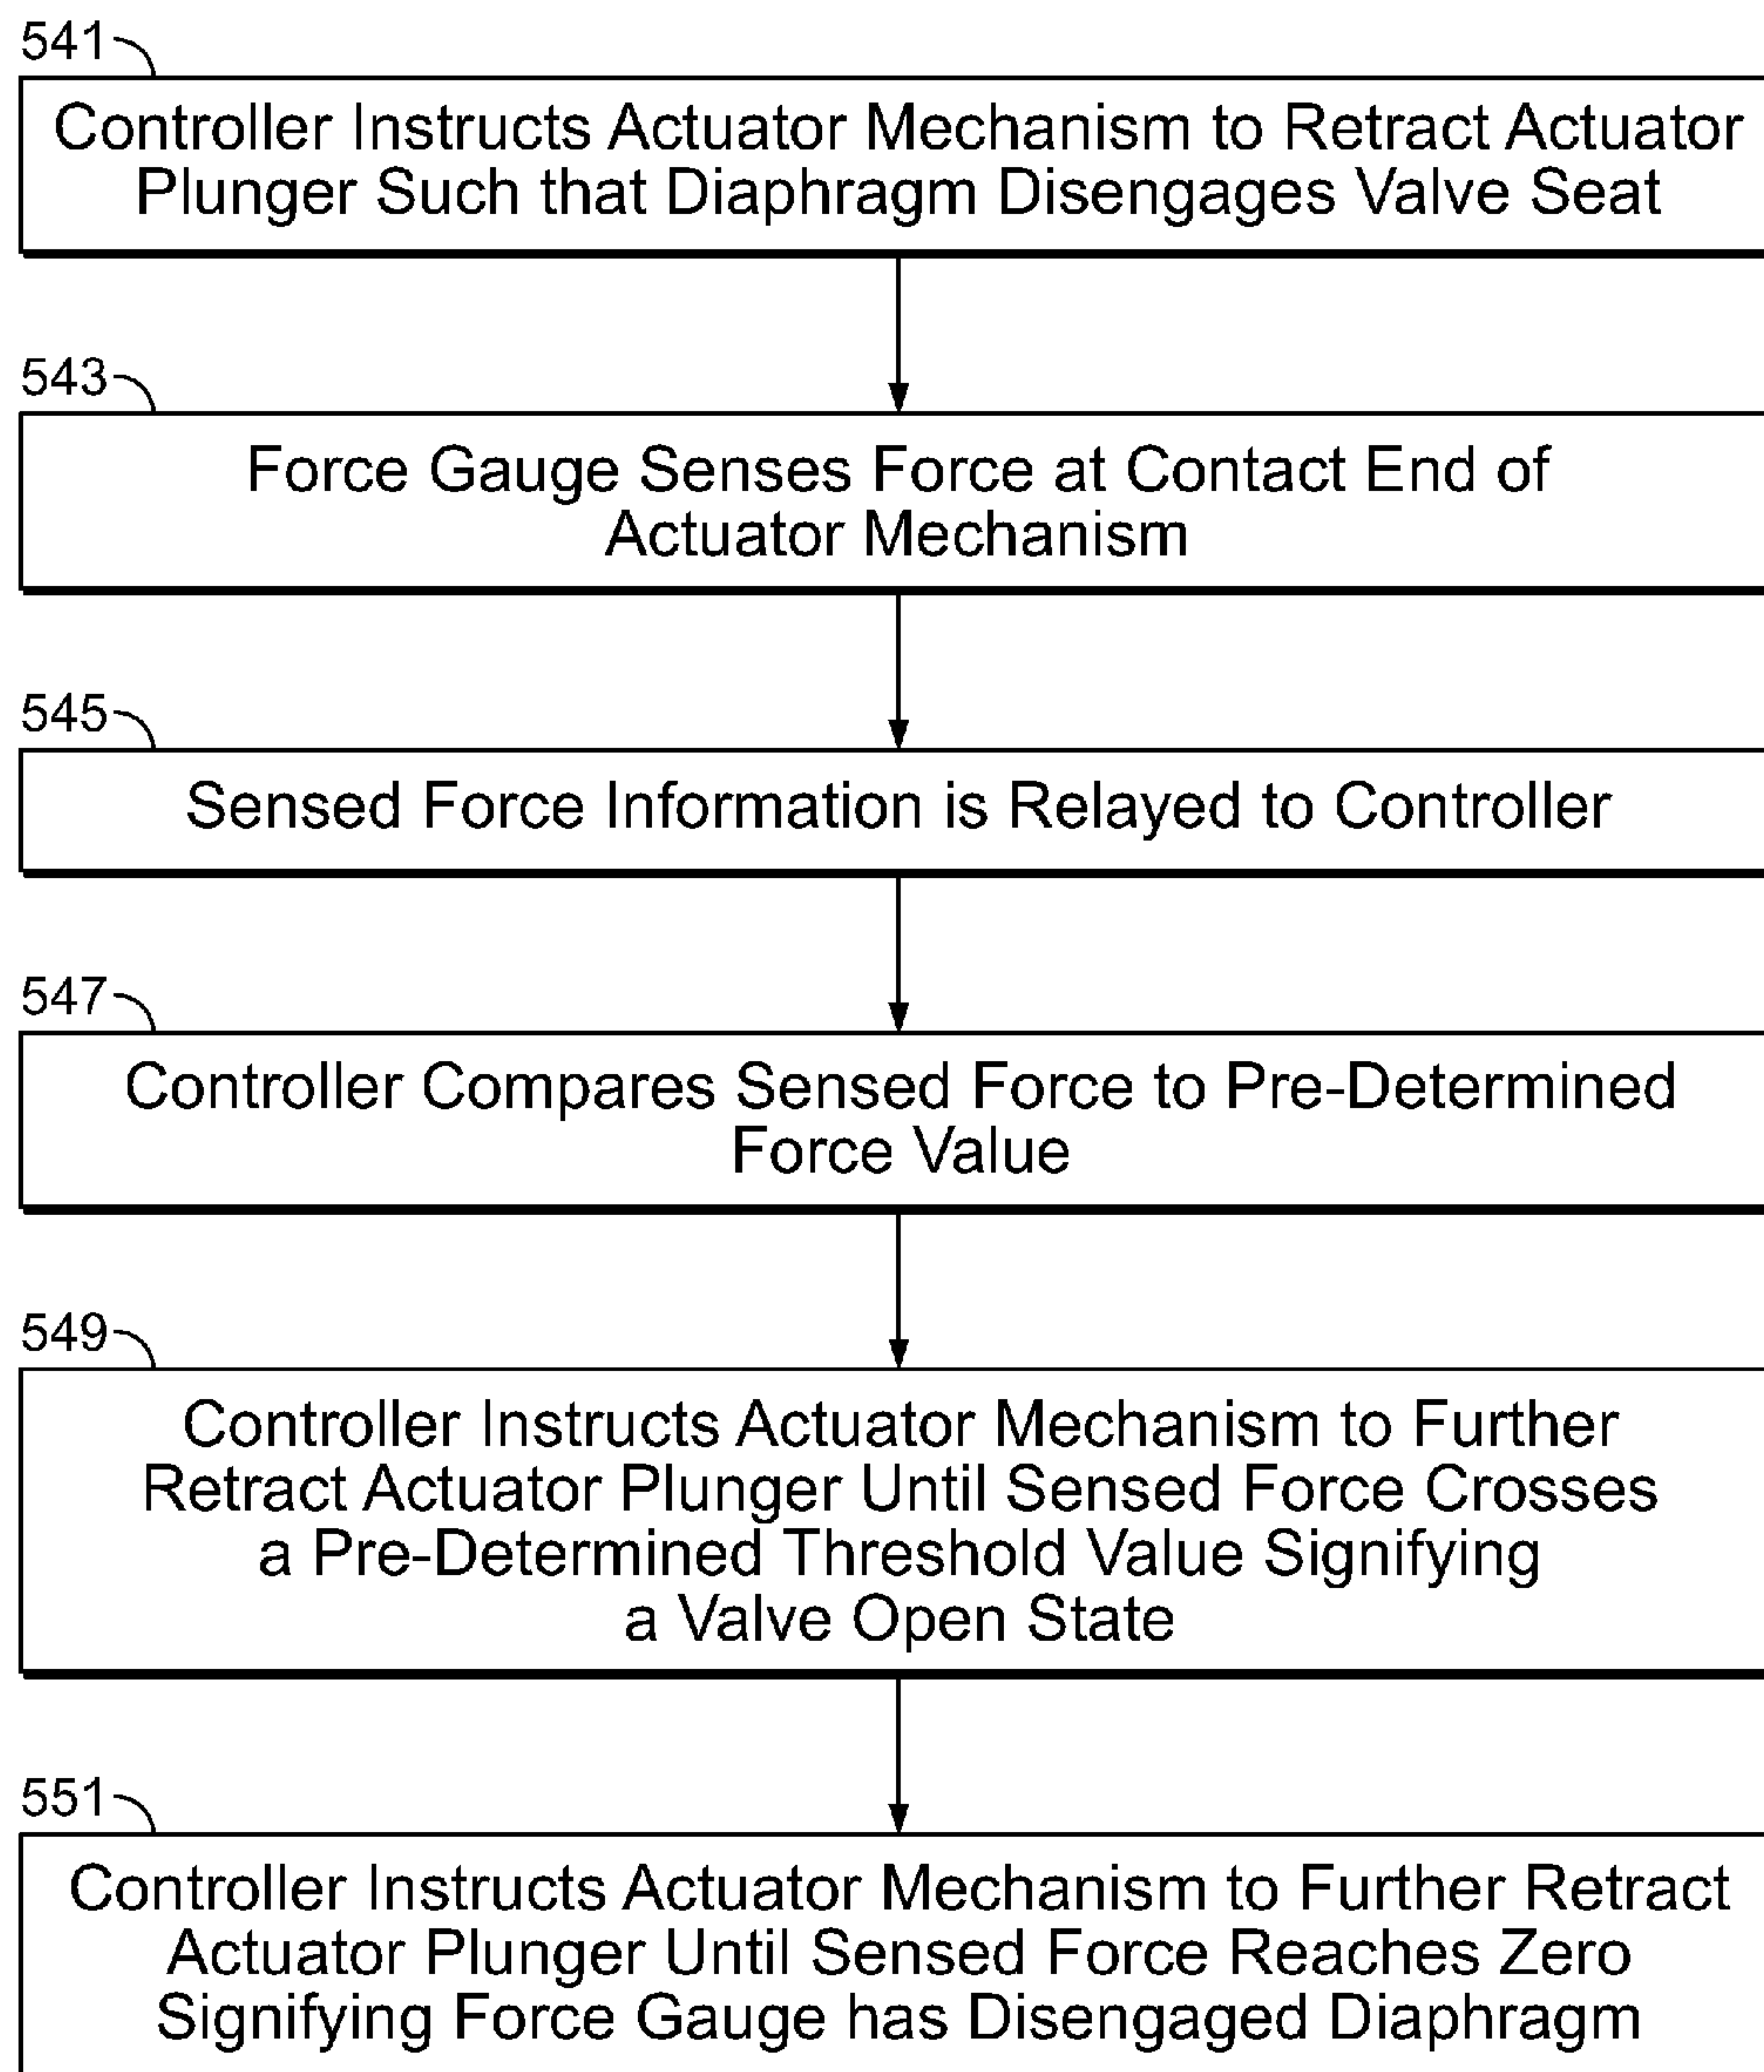 541
Controller Instructs Actuator Mechanism to Retract Actuator
Plunger Such that Diaphragm Disengages Valve Seat
543
Force Gauge Senses Force at Contact End of
Actuator Mechanism
545
Sensed Force Information is Relayed to Controller
547
Controller Compares Sensed Force to Pre-Determined
Force Value
549
Controller Instructs Actuator Mechanism to Further
Retract Actuator Plunger Until Sensed Force Crosses
a Pre-Determined Threshold Value Signifying
a Valve Open State
551
Controller Instructs Actuator Mechanism to Further Retract
Actuator Plunger Until Sensed Force Reaches Zero
Signifying Force Gauge has Disengaged Diaphragm